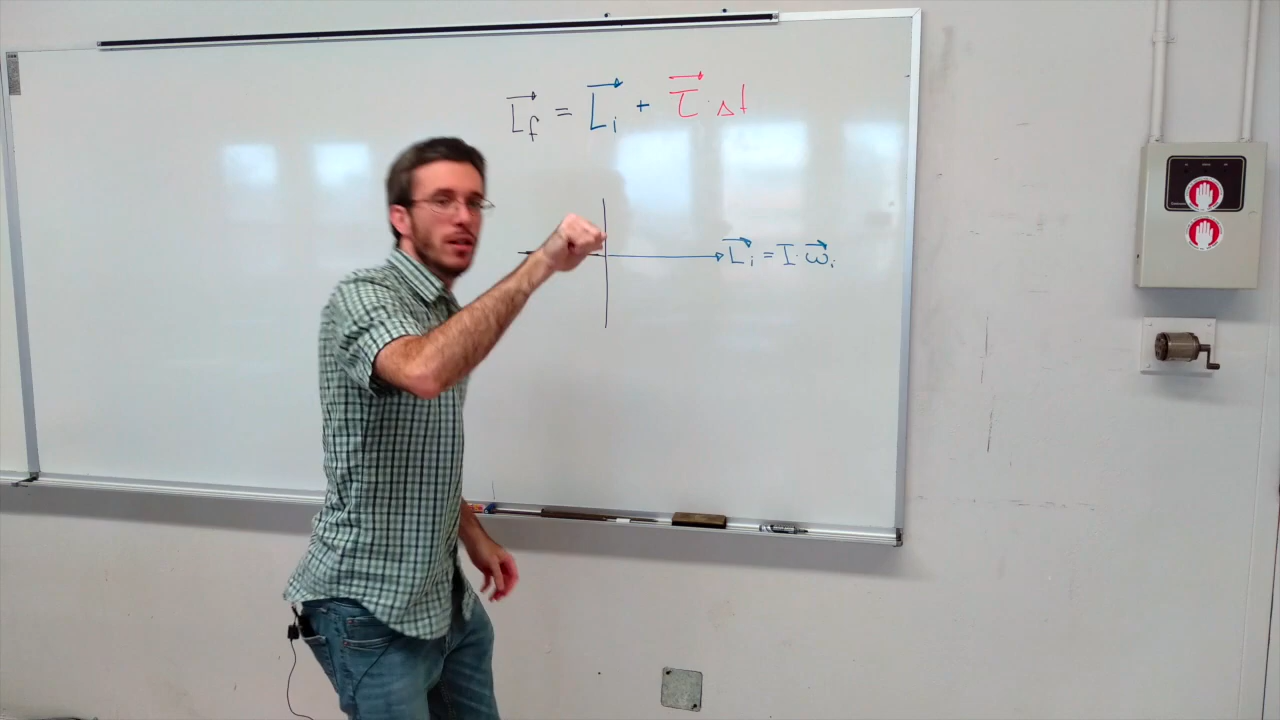 L⃗f = L⃗i + τ⃗ · Δt
L⃗i = I · ω⃗i